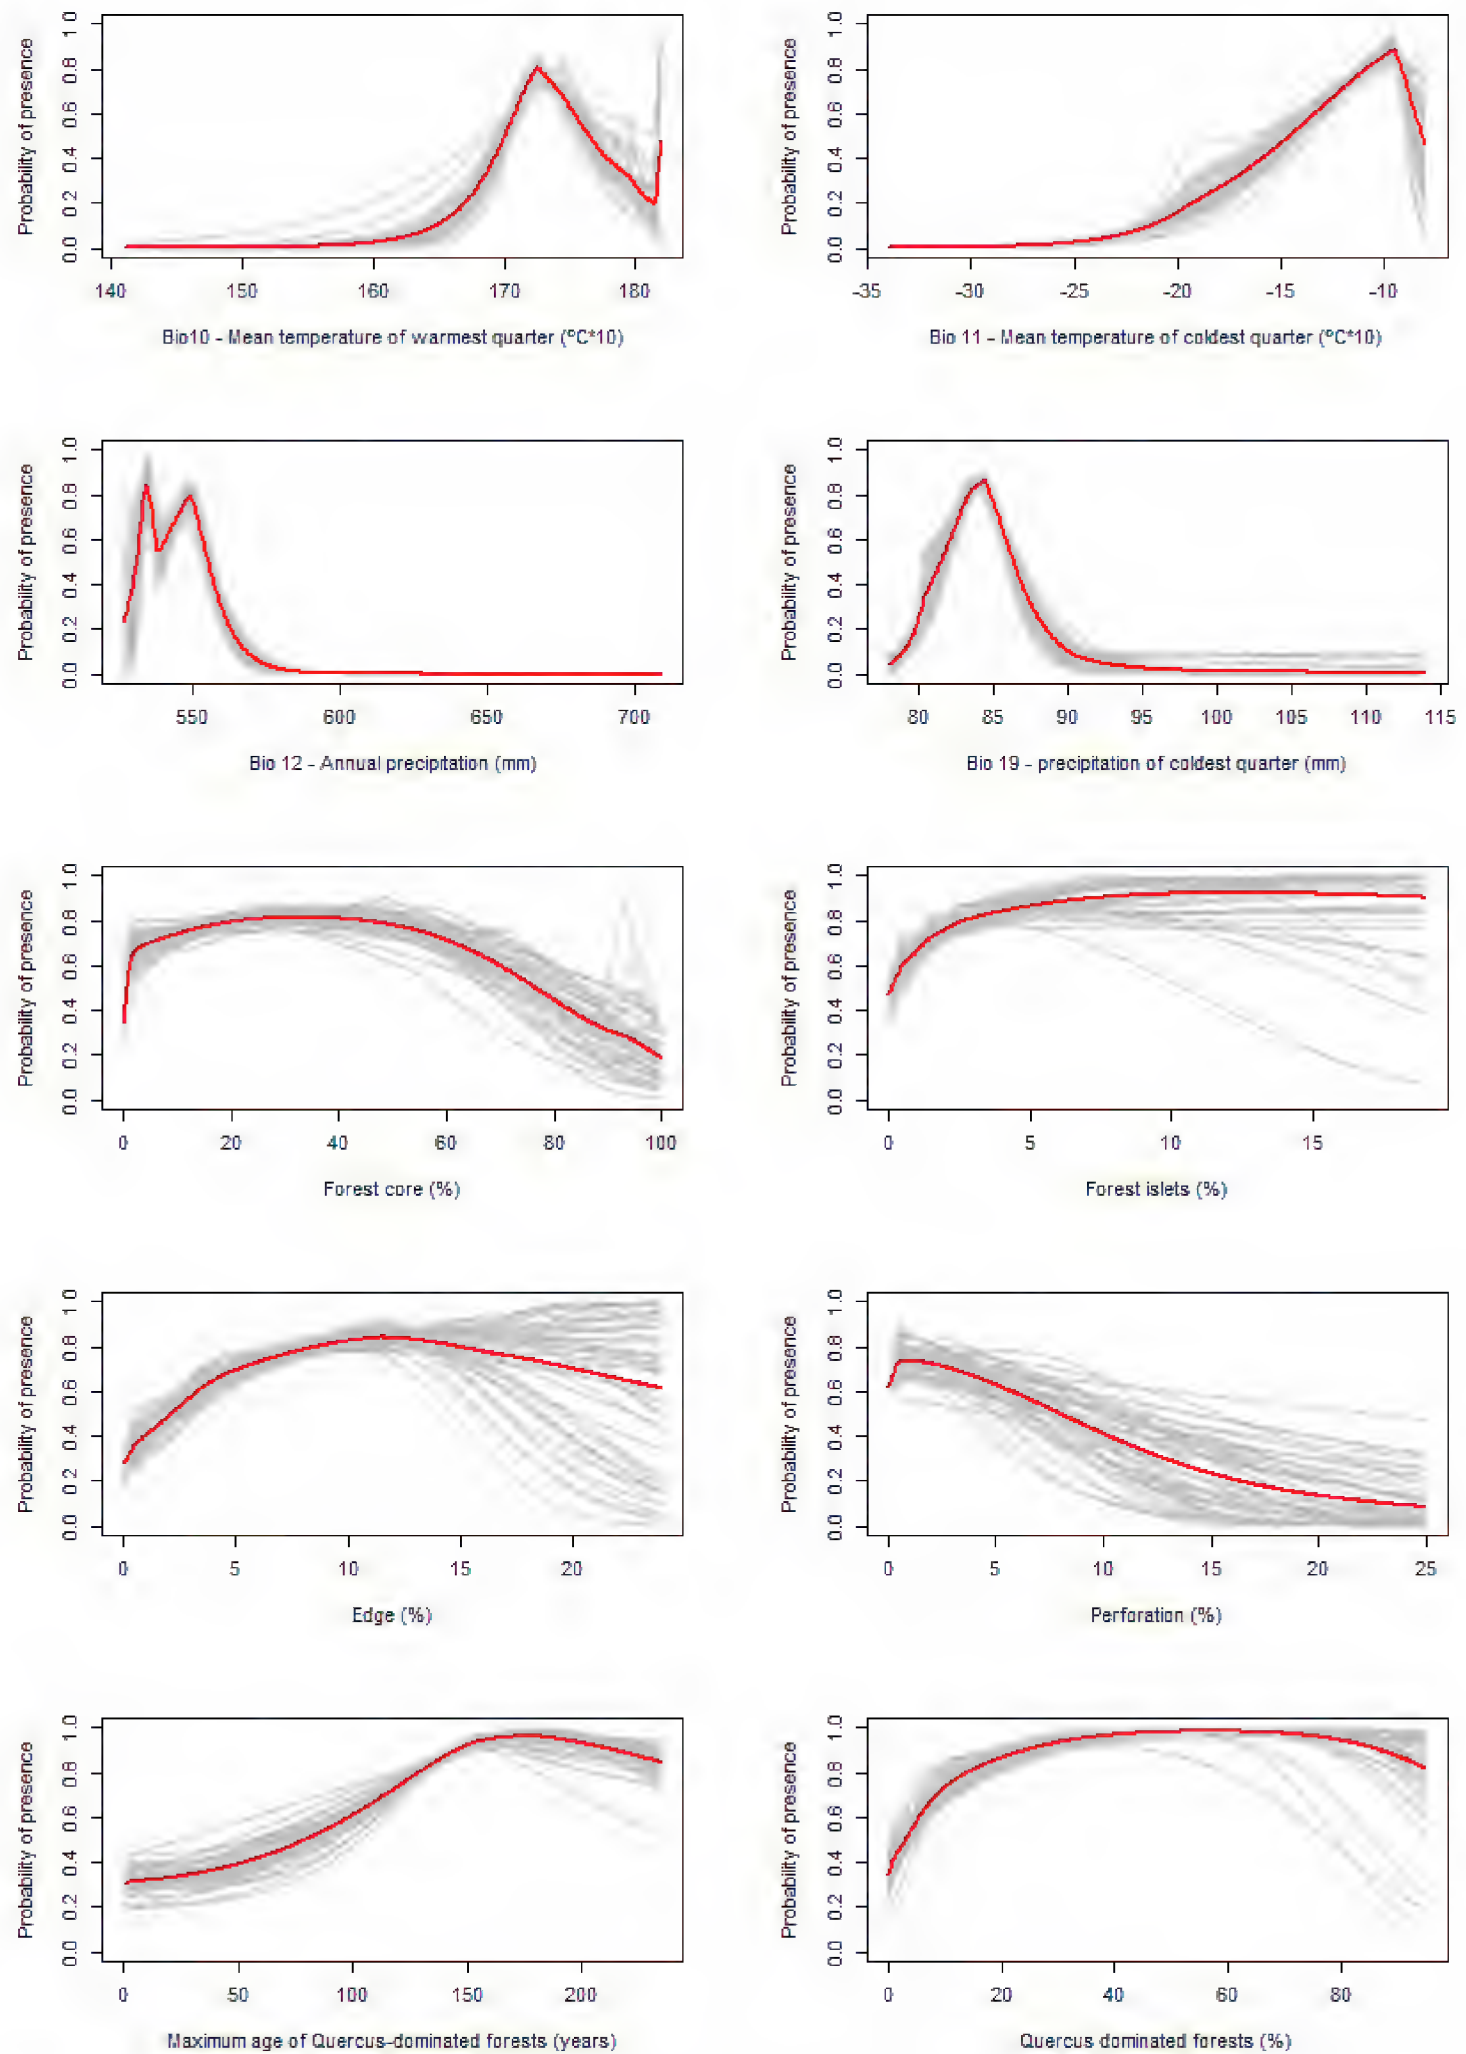 Probability of presence
0.0 0.2 0.4 0.6 0.8 1.0
140 150 160 170 180
Bio10 - Mean temperature of warmest quarter (ºC*10)
Probability of presence
0.0 0.2 0.4 0.6 0.8 1.0
-35 -30 -25 -20 -15 -10
Bio 11 - Mean temperature of coldest quarter (ºC*10)
Probability of presence
0.0 0.2 0.4 0.6 0.8 1.0
550 600 650 700
Bio 12 - Annual precipitation (mm)
Probability of presence
0.0 0.2 0.4 0.6 0.8 1.0
80 85 90 95 100 105 110 115
Bio 19 - precipitation of coldest quarter (mm)
Probability of presence
0.0 0.2 0.4 0.6 0.8 1.0
0 20 40 60 80 100
Forest core (%)
Probability of presence
0.0 0.2 0.4 0.6 0.8 1.0
0 5 10 15
Forest islets (%)
Probability of presence
0.0 0.2 0.4 0.6 0.8 1.0
0 5 10 15 20
Edge (%)
Probability of presence
0.0 0.2 0.4 0.6 0.8 1.0
0 5 10 15 20 25
Perforation (%)
Probability of presence
0.0 0.2 0.4 0.6 0.8 1.0
0 50 100 150 200
Maximum age of Quercus-dominated forests (years)
Probability of presence
0.0 0.2 0.4 0.6 0.8 1.0
0 20 40 60 80
Quercus dominated forests (%)